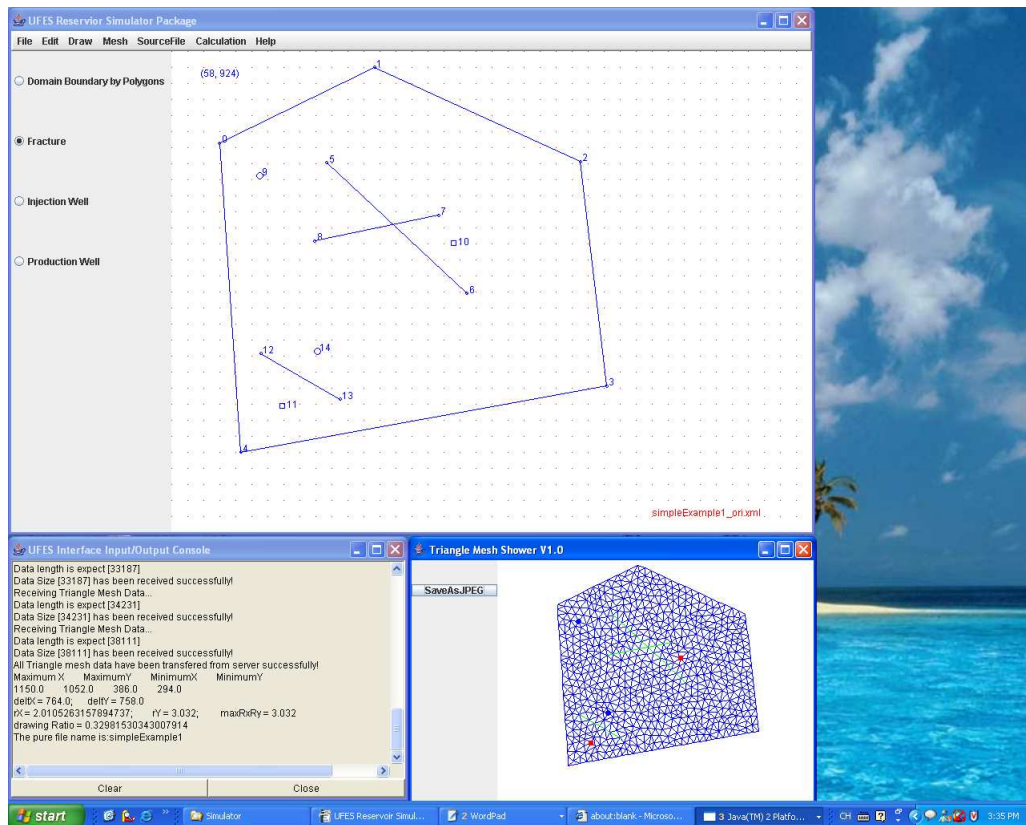 UFES Reservior Simulator Package
File Edit Draw Mesh SourceFile Calculation Help
Domain Boundary by Polygons
Fracture
Injection Well
Production Well
(58, 924)
1
0
2
5
9
7
8
10
6
12
14
3
13
11
4
simpleExample1_ori.xml
UFES Interface Input/Output Console
Data length is expect [33187]
Data Size [33187] has been received successfully!
Receiving Triangle Mesh Data...
Data length is expect [34231]
Data Size [34231] has been received successfully!
Receiving Triangle Mesh Data...
Data length is expect [38111]
Data Size [38111] has been received successfully!
All Triangle mesh data have been transfered from server successfully!
Maximum X MaximumY MinimumX MinimumY
1150.0 1052.0 386.0 294.0
deltX = 764.0; deltY = 758.0
rX = 2.0105263157894737; rY = 3.032; maxRxRy = 3.032
drawing Ratio = 0.32981530343007914
The pure file name is:simpleExample1
Clear Close
Triangle Mesh Shower V1.0
SaveAsJPEG
start Simulator UFES Reservoir Simul... 2 WordPad about:blank - Microso... 3 Java(TM) 2 Platfo... CH 3:35 PM